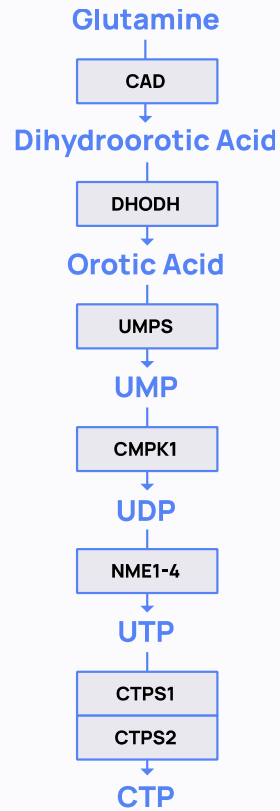 Glutamine
CAD
Dihydroorotic Acid
DHODH
Orotic Acid
UMPS
UMP
CMPK1
UDP
NME1-4
UTP
CTPS1
CTPS2
CTP